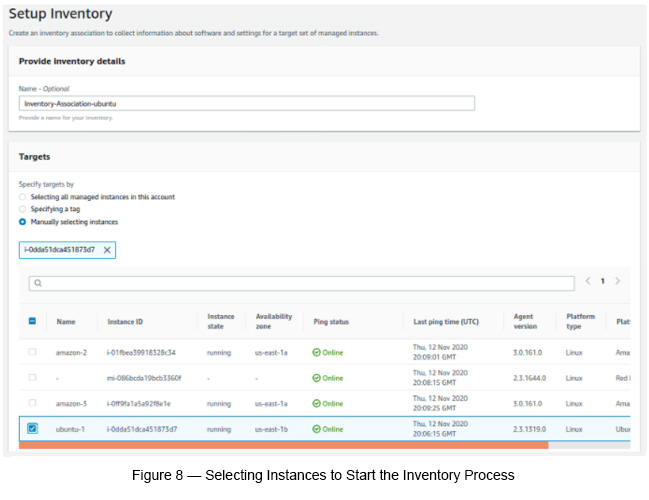 Setup Inventory
Create an inventory association to collect information about software and settings for a target set of managed instances.
Provide inventory details
Name - Optional
Inventory-Association-ubuntu
Provide a name for your inventory.
Targets
Specify targets by
Selecting all managed instances in this account
Specifying a tag
Manually selecting instances
i-0dda51dca451873d7 X
1
Name Instance ID Instance state Availability zone Ping status Last ping time (UTC) Agent version Platform type Plat
amazon-2 i-01fbea39918328c34 running us-east-1a Online Thu, 12 Nov 2020 20:09:01 GMT 3.0.161.0 Linux Ama
- mi-086bcda19bcb3360f - - Online Thu, 12 Nov 2020 20:08:15 GMT 2.3.1644.0 Linux Red
amazon-3 i-0ff9fa1a5a92f8e1e running us-east-1a Online Thu, 12 Nov 2020 20:09:25 GMT 3.0.161.0 Linux Ama
ubuntu-1 i-0dda51dca451873d7 running us-east-1b Online Thu, 12 Nov 2020 20:06:15 GMT 2.3.1319.0 Linux Ubu
Figure 8 — Selecting Instances to Start the Inventory Process